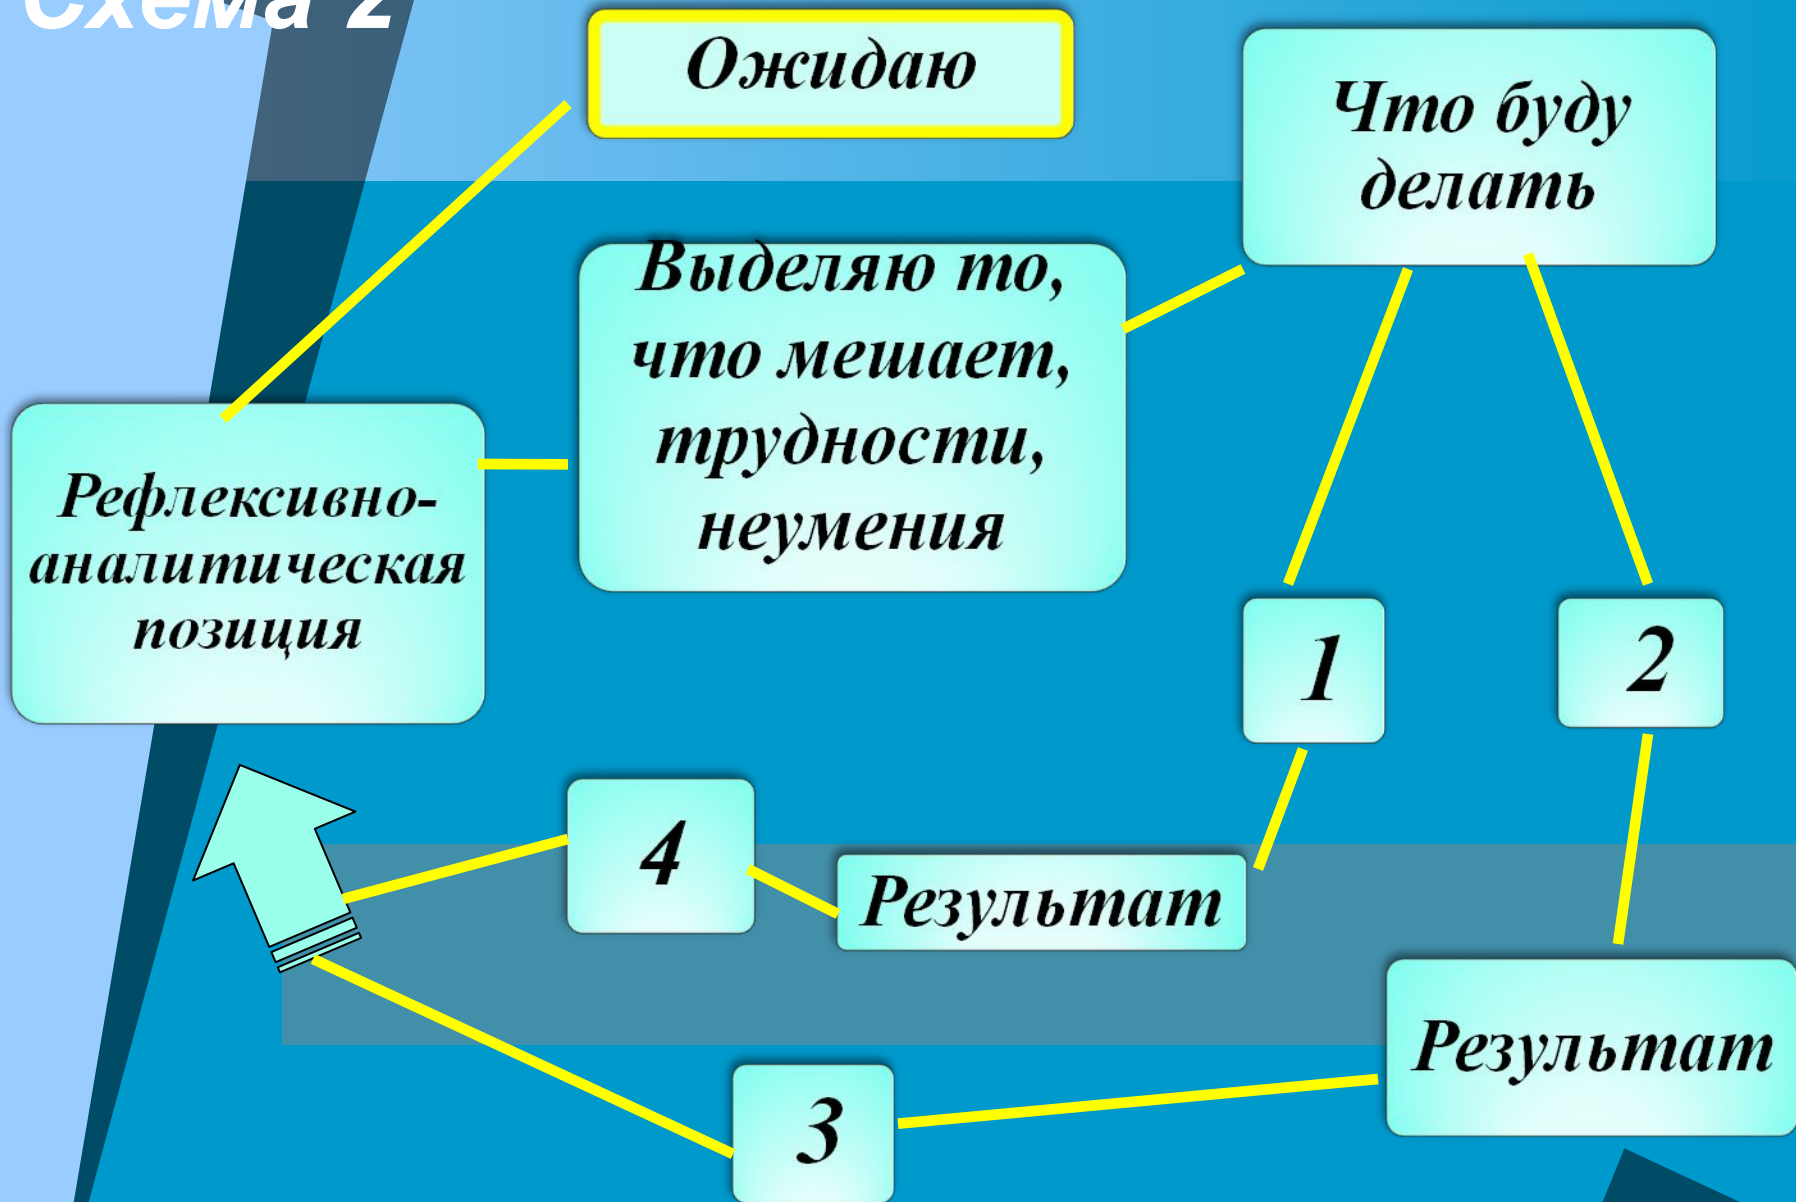 Схема 2
Ожидаю
Что буду
делать
Выделяю то,
что мешает,
трудности,
неумения
Рефлексивно-
аналитическая
позиция
1
2
4
Результат
Результат
3